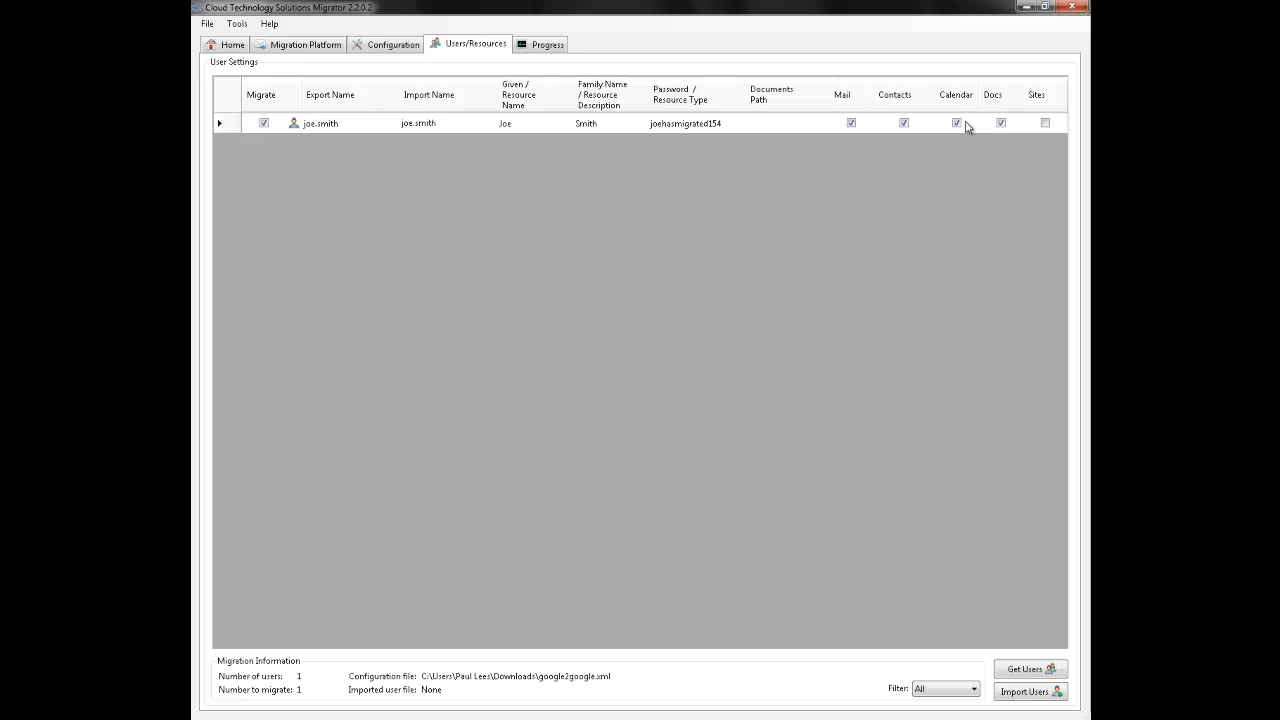 Cloud Technology Solutions Migrator 2.2.0.2
File Tools Help
Home Migration Platform Configuration Users/Resources Progress
User Settings
Migrate Export Name Import Name Given / Resource Name Family Name / Resource Description Password / Resource Type Documents Path Mail Contacts Calendar Docs Sites
joe.smith joe.smith Joe Smith joehasmigrated154
Migration Information
Number of users: 1 Configuration file: C:\Users\Paul Lees\Downloads\google2google.xml
Number to migrate: 1 Imported user file: None
Filter: All
Get Users
Import Users